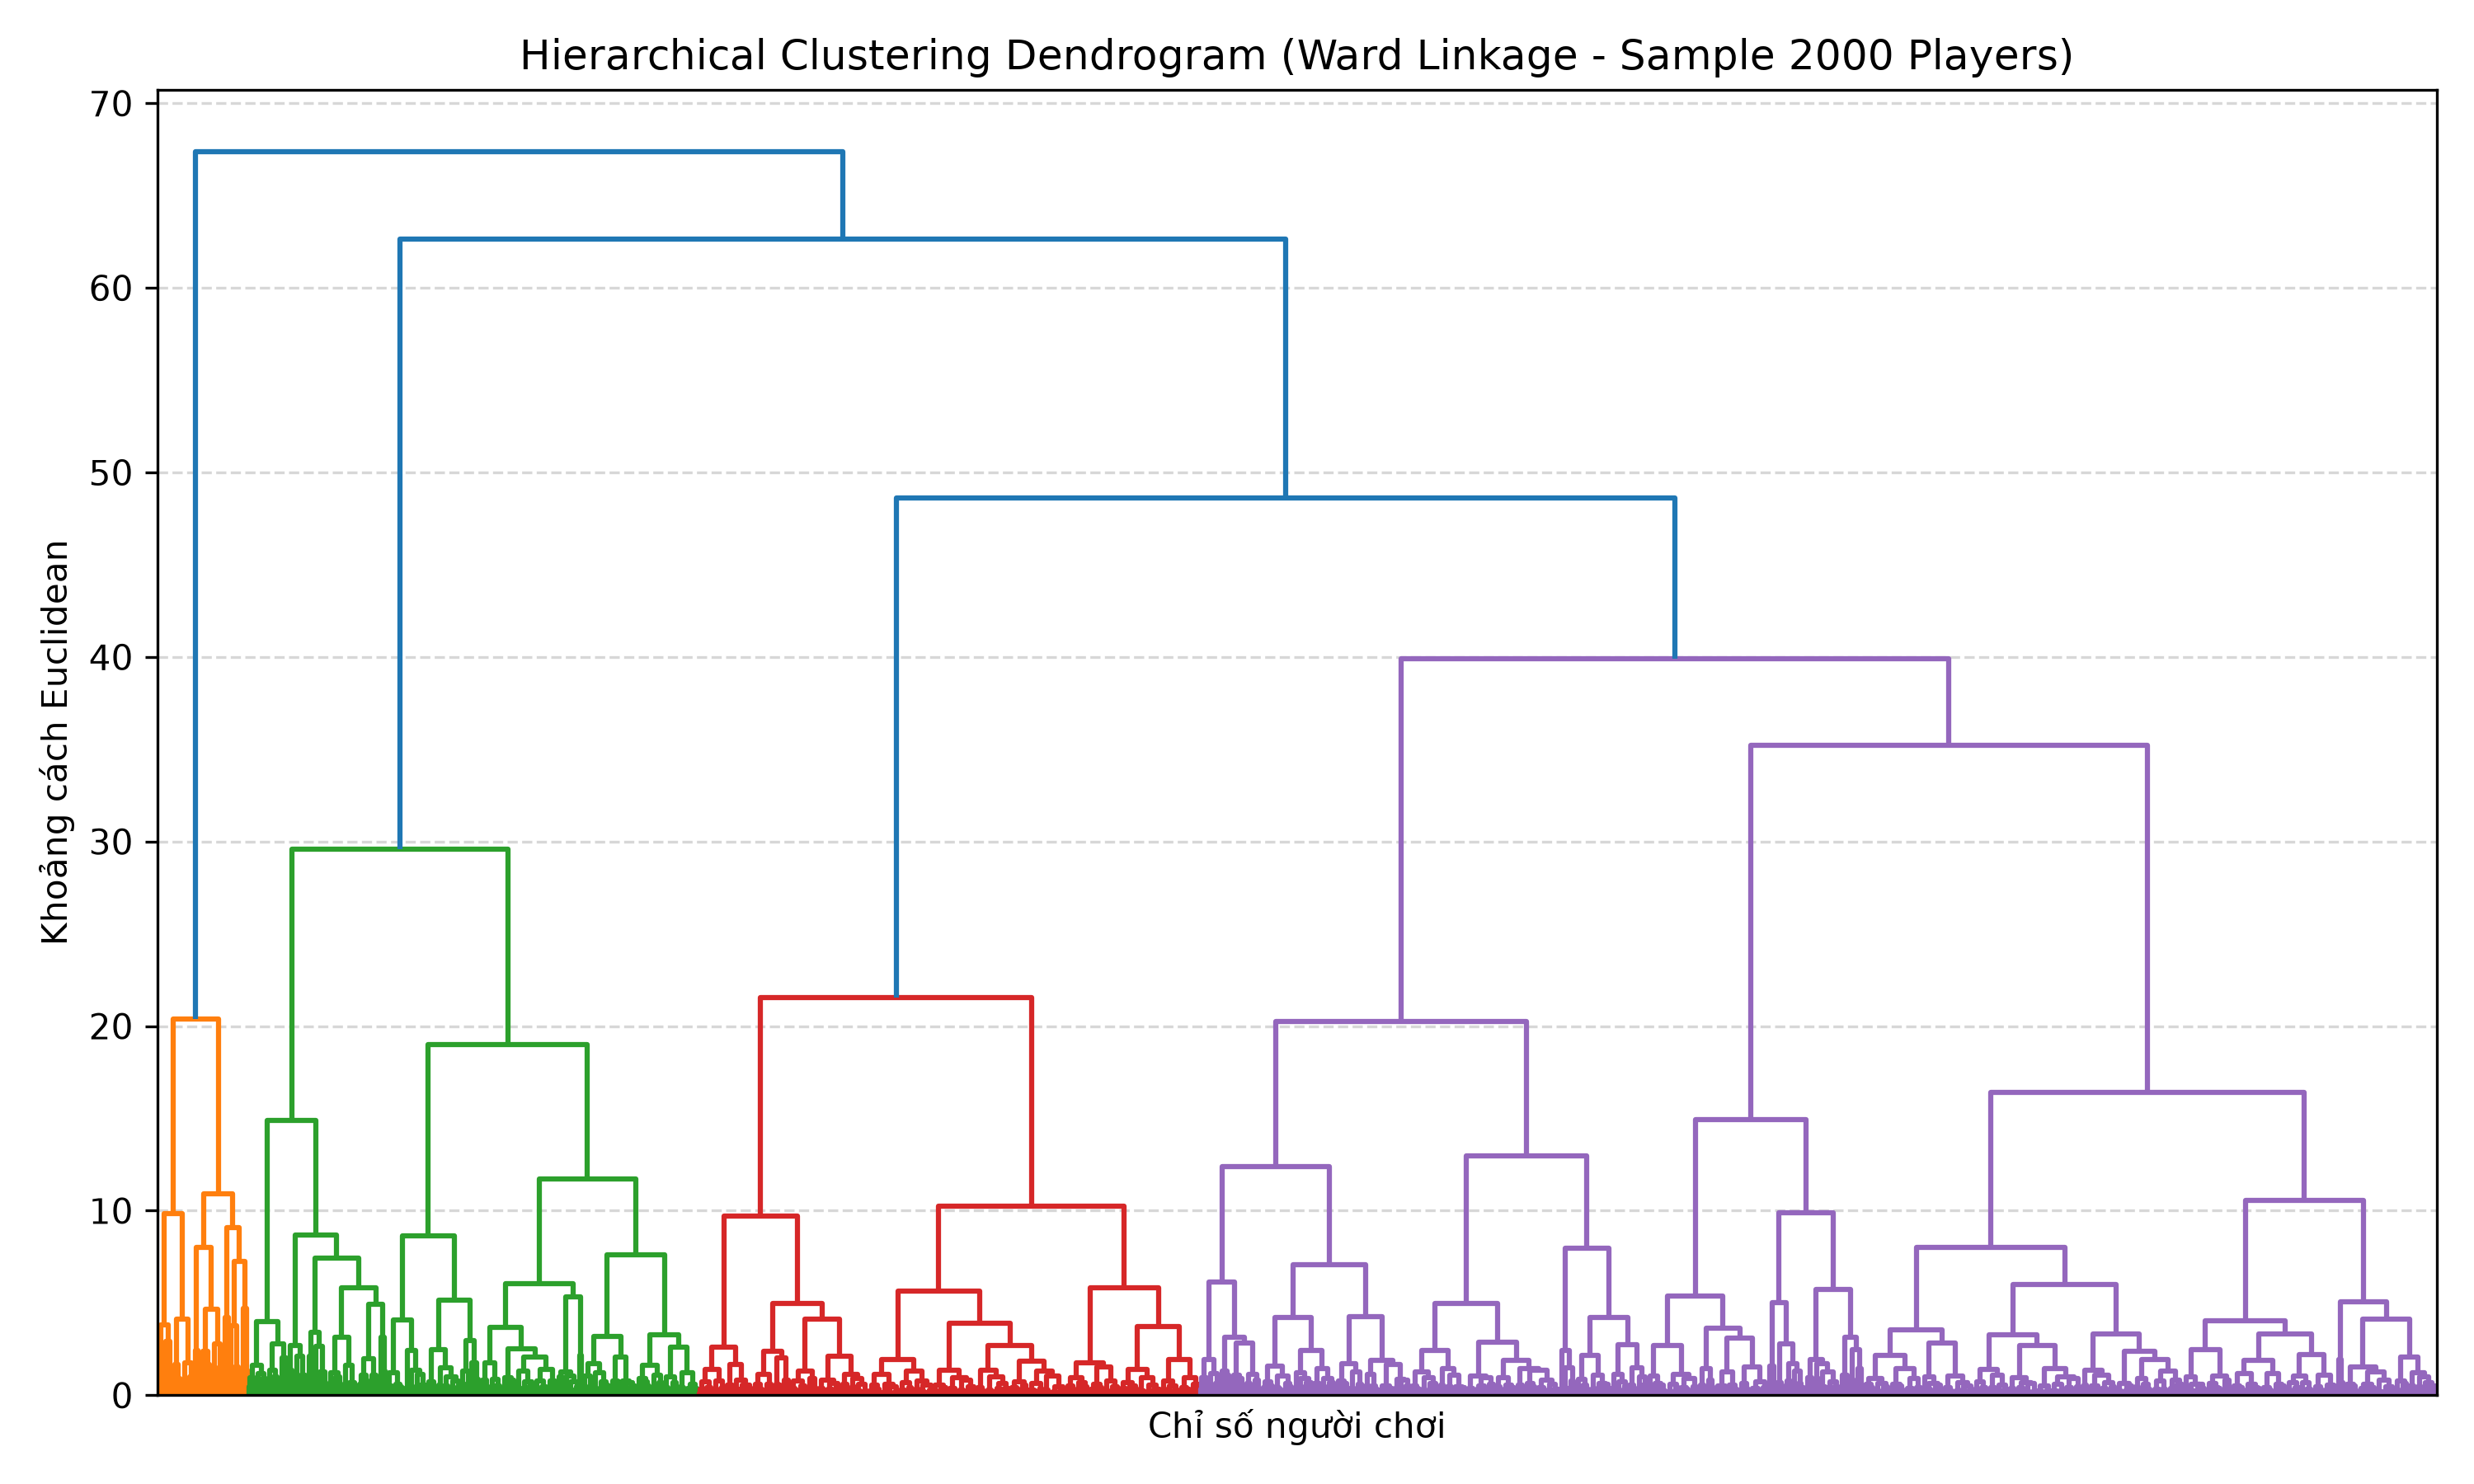 Hierarchical Clustering Dendrogram (Ward Linkage - Sample 2000 Players)
70
60
50
40
30
20
10
0
Khoảng cách Euclidean
Chỉ số người chơi